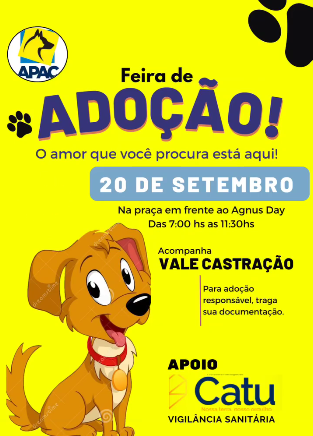 APAC
Feira de
ADOÇÃO!
O amor que você procura está aqui!
20 DE SETEMBRO
Na praça em frente ao Agnus Day
Das 7:00 hs as 11:30hs
Acompanha
VALE CASTRAÇÃO
Para adoção
responsável, traga
sua documentação.
APOIO
Catu
VIGILÂNCIA SANITÁRIA